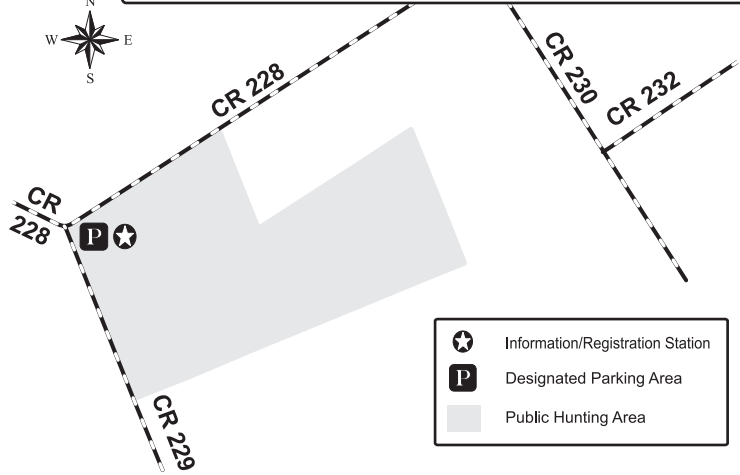 N
W E
S
CR 228
CR 230
CR 232
CR
228
P
CR 229
Information/Registration Station
P Designated Parking Area
Public Hunting Area